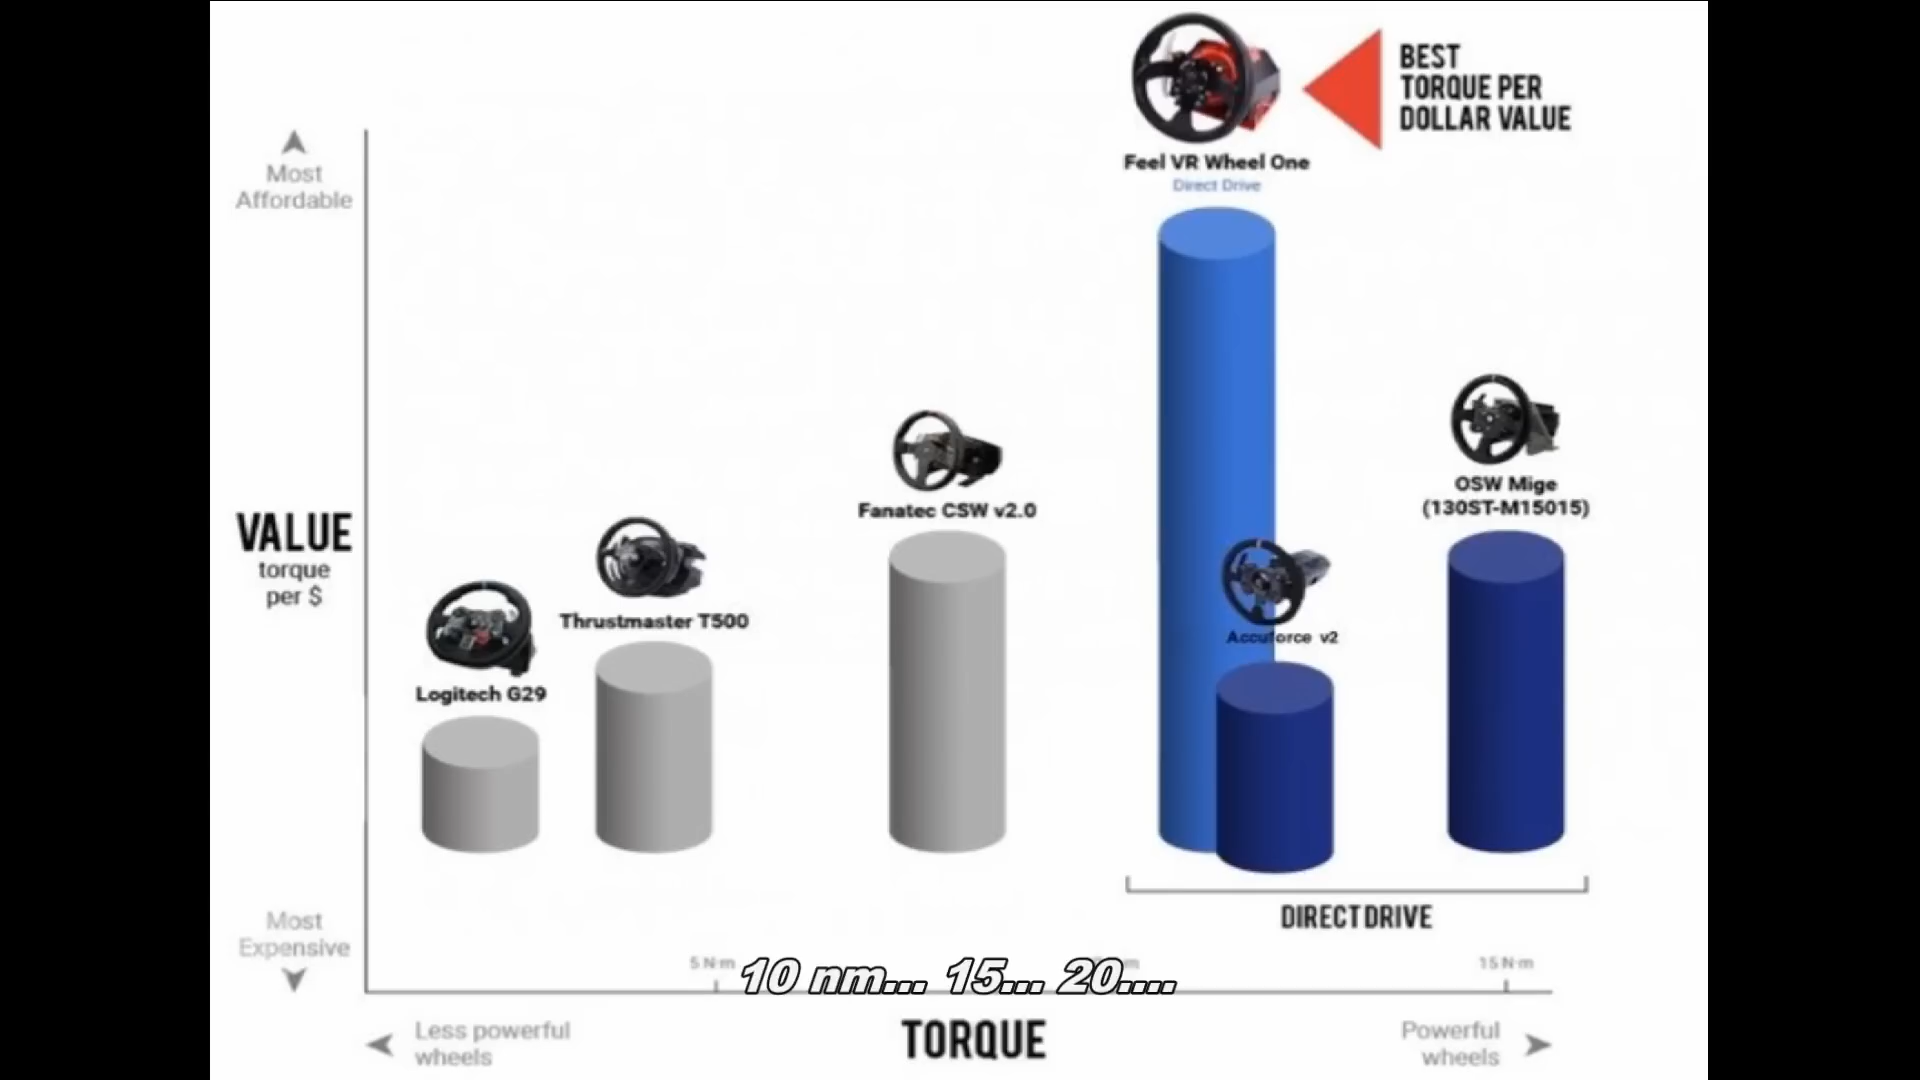 BEST
TORQUE PER
DOLLAR VALUE
Feel VR Wheel One
Direct Drive
Most
Affordable
OSW Mige
(130ST-M15015)
Fanatec CSW v2.0
VALUE
torque
per $
Thrustmaster T500
Accuforce v2
Logitech G29
DIRECT DRIVE
Most
Expensive
5 N·m
15 N·m
10 nm... 15... 20....
Less powerful
wheels
TORQUE
Powerful
wheels